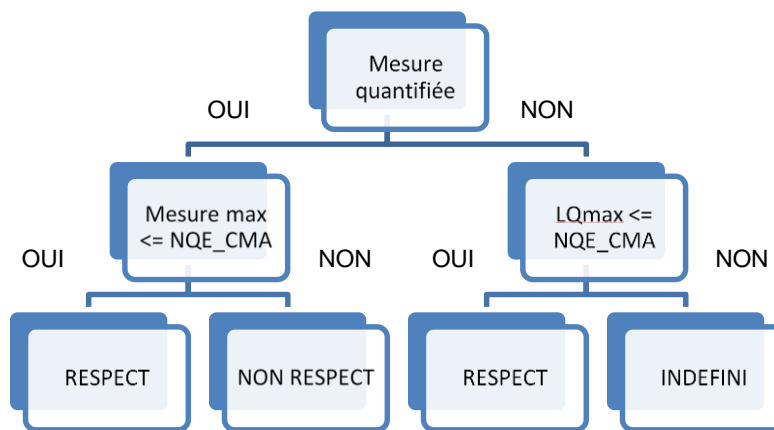 Mesure
quantifiée
OUI
NON
Mesure max
<= NQE_CMA
LQmax <=
NQE_CMA
OUI
NON
OUI
NON
RESPECT
NON RESPECT
RESPECT
INDEFINI